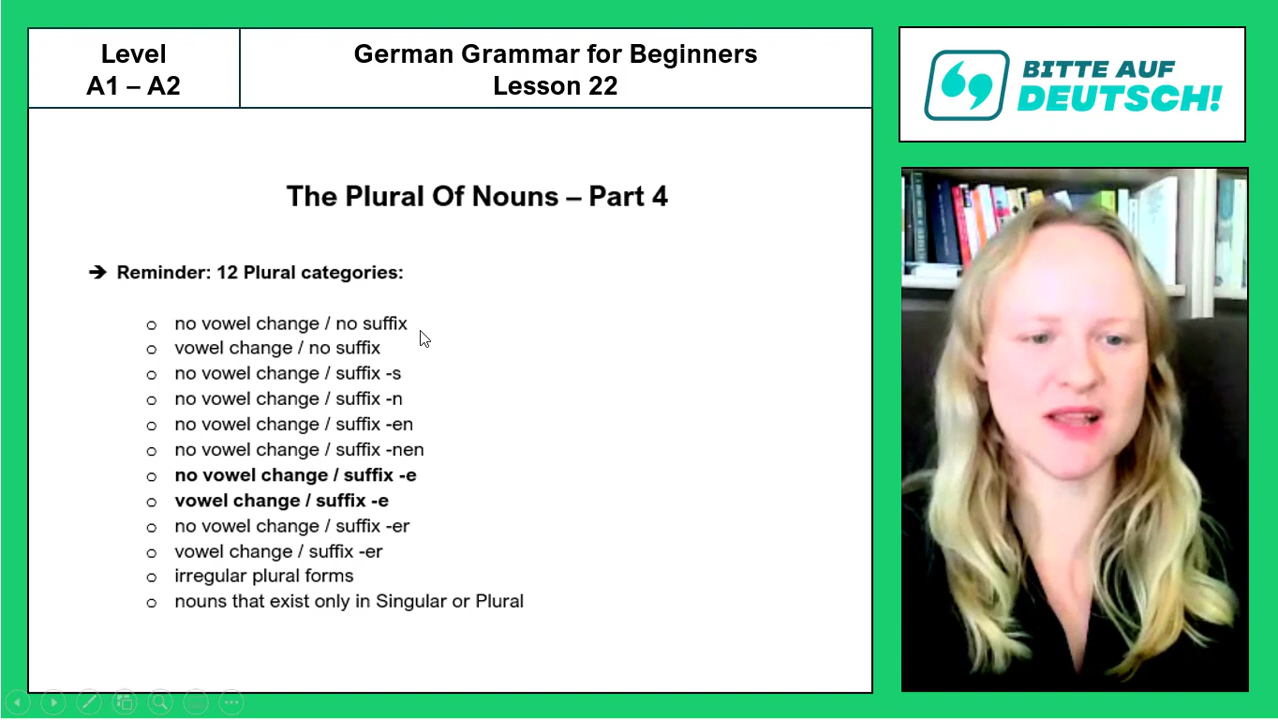 Level
A1 – A2
German Grammar for Beginners
Lesson 22
BITTE AUF
DEUTSCH!
The Plural Of Nouns – Part 4
➔ Reminder: 12 Plural categories:
o no vowel change / no suffix
o vowel change / no suffix
o no vowel change / suffix -s
o no vowel change / suffix -n
o no vowel change / suffix -en
o no vowel change / suffix -nen
o no vowel change / suffix -e
o vowel change / suffix -e
o no vowel change / suffix -er
o vowel change / suffix -er
o irregular plural forms
o nouns that exist only in Singular or Plural